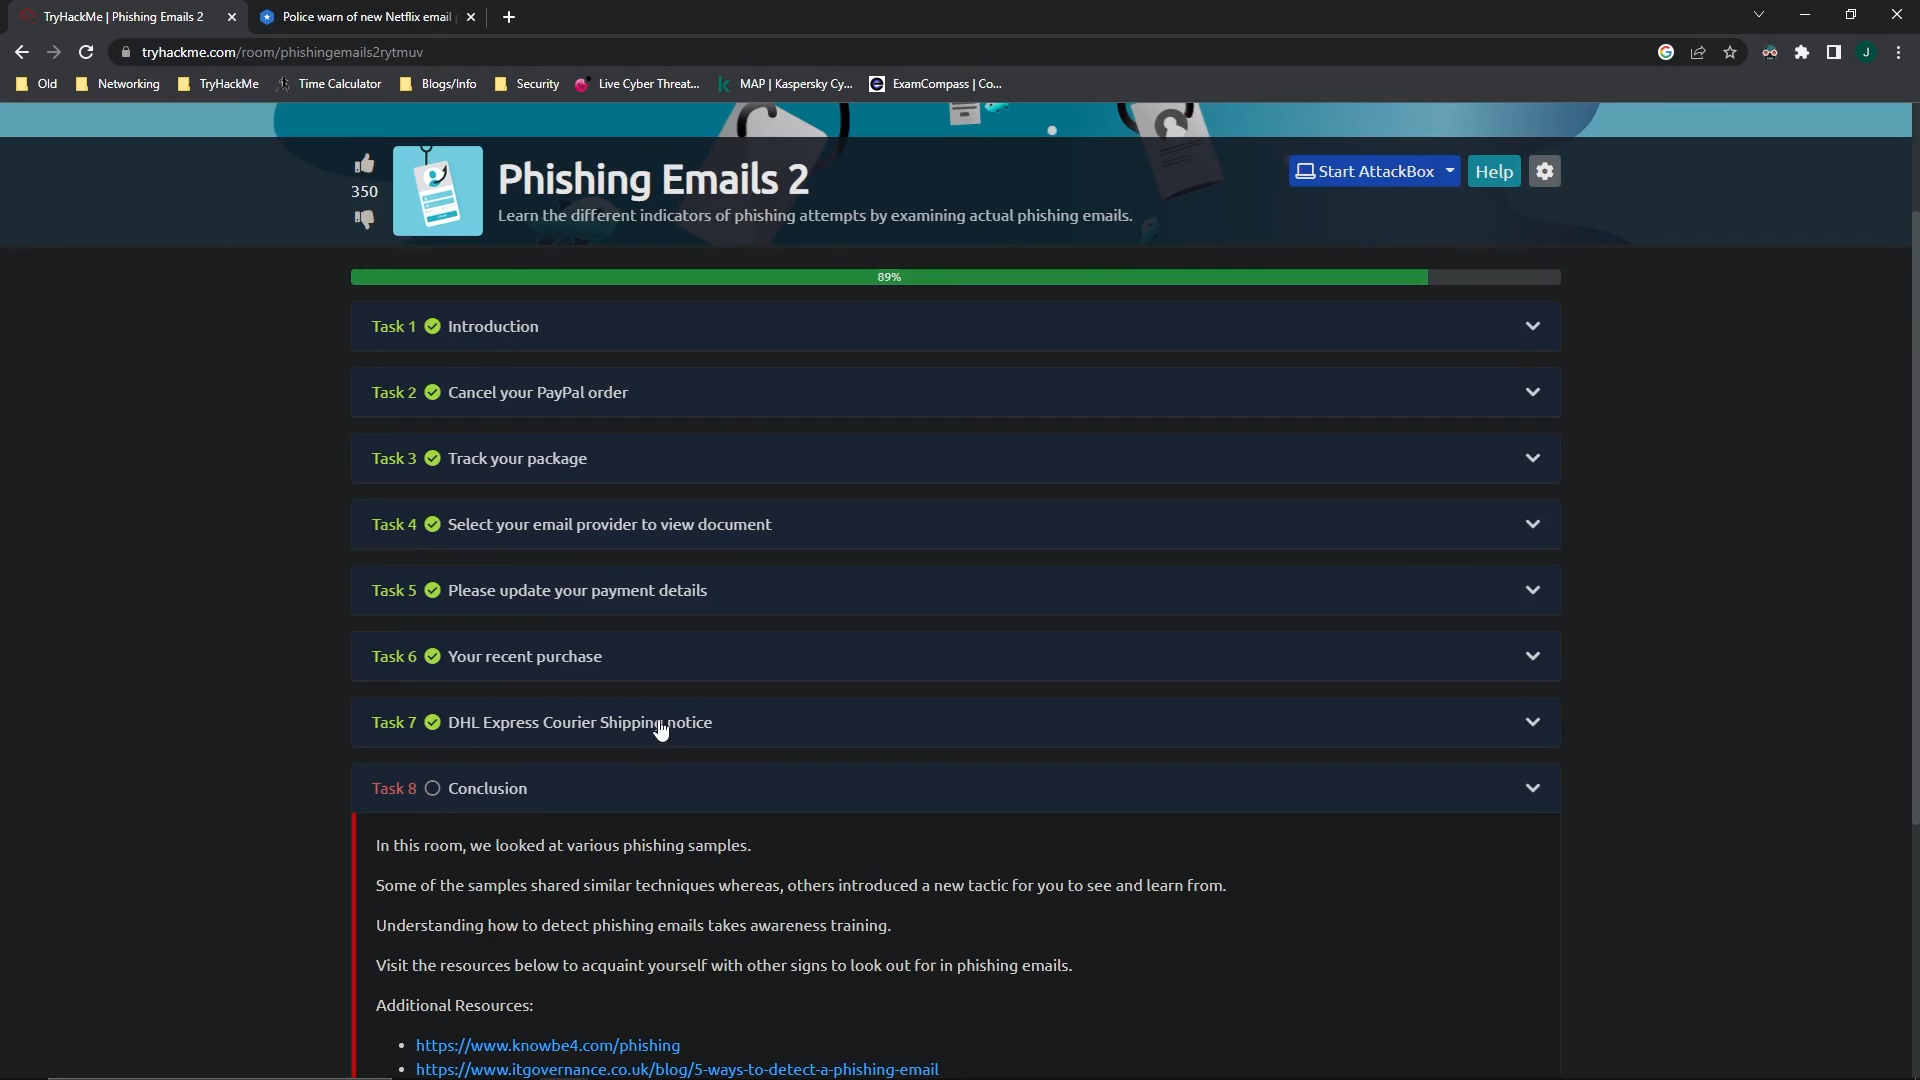 TryHackMe | Phishing Emails 2
Police warn of new Netflix email
tryhackme.com/room/phishingemails2rytmuv
J
Old
Networking
TryHackMe
Time Calculator
Blogs/Info
Security
Live Cyber Threat...
MAP | Kaspersky Cy...
ExamCompass | Co...
350
Phishing Emails 2
Learn the different indicators of phishing attempts by examining actual phishing emails.
Start AttackBox
Help
89%
Task 1 Introduction
Task 2 Cancel your PayPal order
Task 3 Track your package
Task 4 Select your email provider to view document
Task 5 Please update your payment details
Task 6 Your recent purchase
Task 7 DHL Express Courier Shipping notice
Task 8 Conclusion
In this room, we looked at various phishing samples.
Some of the samples shared similar techniques whereas, others introduced a new tactic for you to see and learn from.
Understanding how to detect phishing emails takes awareness training.
Visit the resources below to acquaint yourself with other signs to look out for in phishing emails.
Additional Resources:
• https://www.knowbe4.com/phishing
• https://www.itgovernance.co.uk/blog/5-ways-to-detect-a-phishing-email